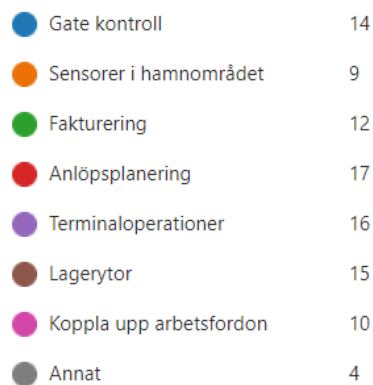 Gate kontroll 14
Sensorer i hamnområdet 9
Fakturering 12
Anlöpsplanering 17
Terminaloperationer 16
Lagerytor 15
Koppla upp arbetsfordon 10
Annat 4